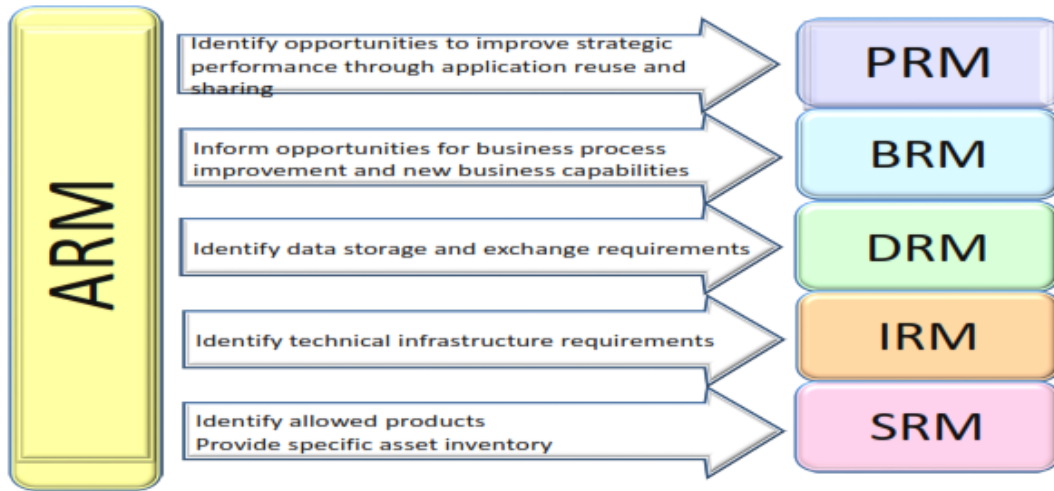 ARM
Identify opportunities to improve strategic
performance through application reuse and
sharing
PRM
Inform opportunities for business process
improvement and new business capabilities
BRM
Identify data storage and exchange requirements
DRM
Identify technical infrastructure requirements
IRM
Identify allowed products
Provide specific asset inventory
SRM